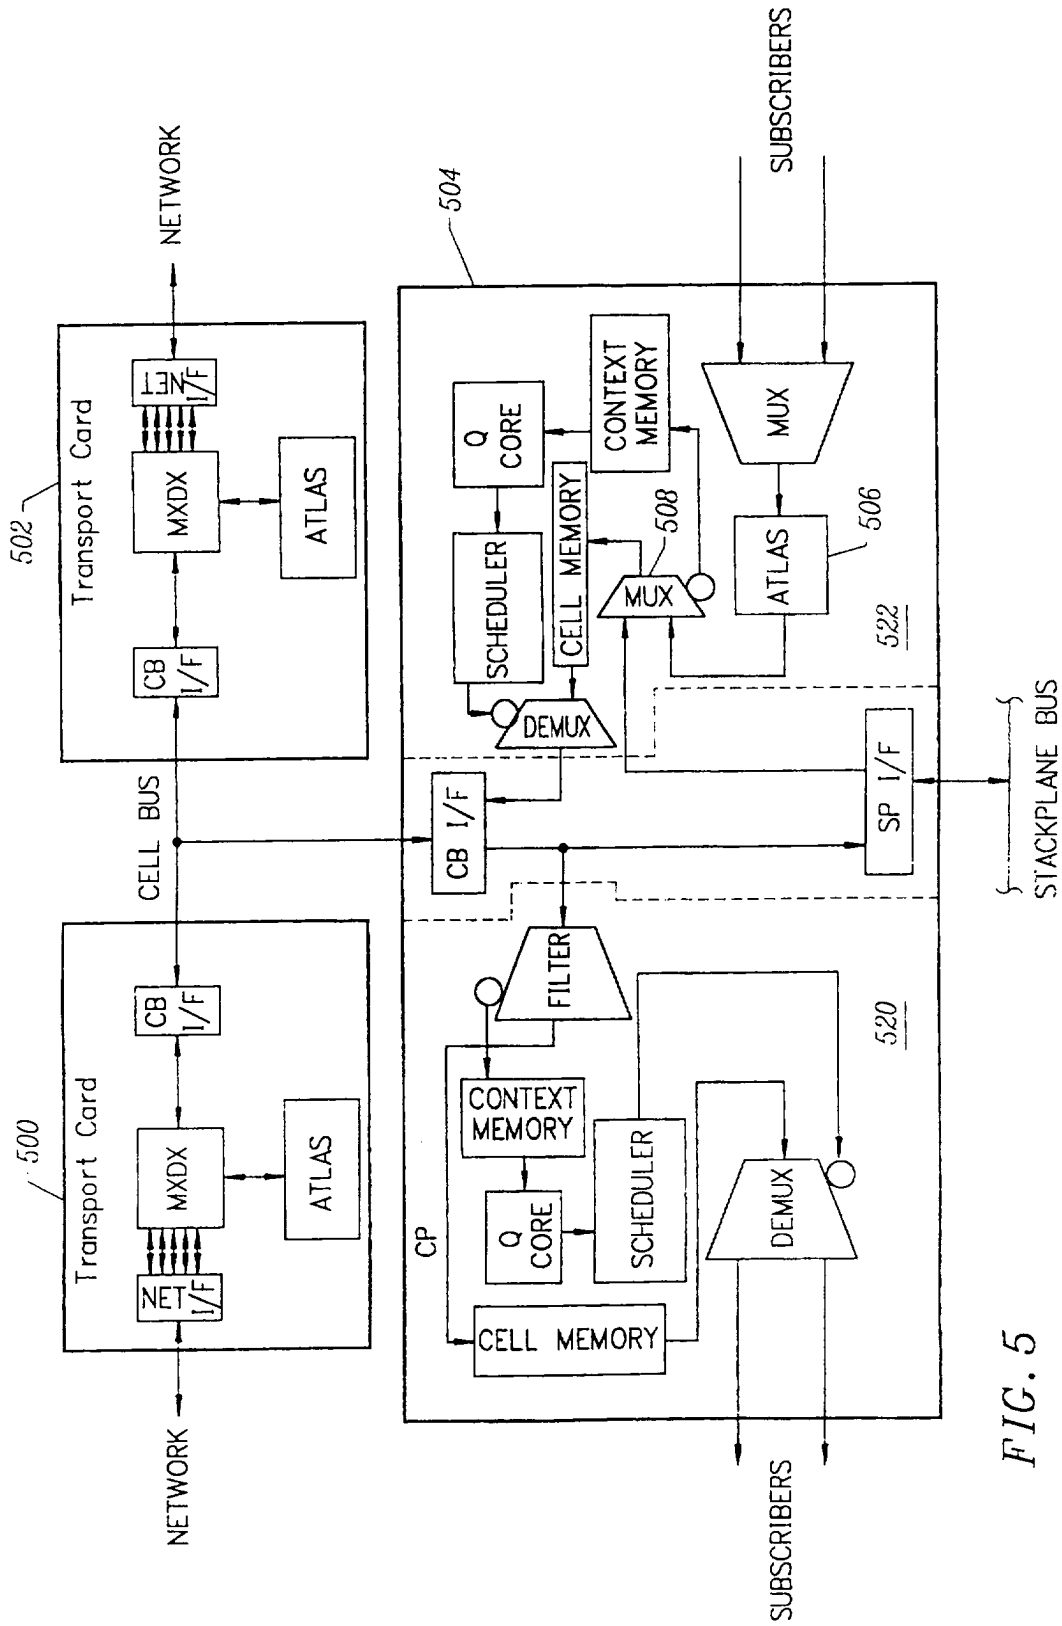 NETWORK
500
Transport Card
NET
I/F
MXDX
ATLAS
CB
I/F
CELL BUS
502
Transport Card
CB
I/F
MXDX
ATLAS
NET
I/F
NETWORK
504
CP
CELL MEMORY
Q
CORE
CONTEXT
MEMORY
SCHEDULER
FILTER
DEMUX
520
SUBSCRIBERS
CB I/F
SP I/F
STACKPLANE BUS
DEMUX
SCHEDULER
Q
CORE
CELL MEMORY
CONTEXT
MEMORY
MUX
508
ATLAS
506
MUX
522
SUBSCRIBERS
FIG. 5